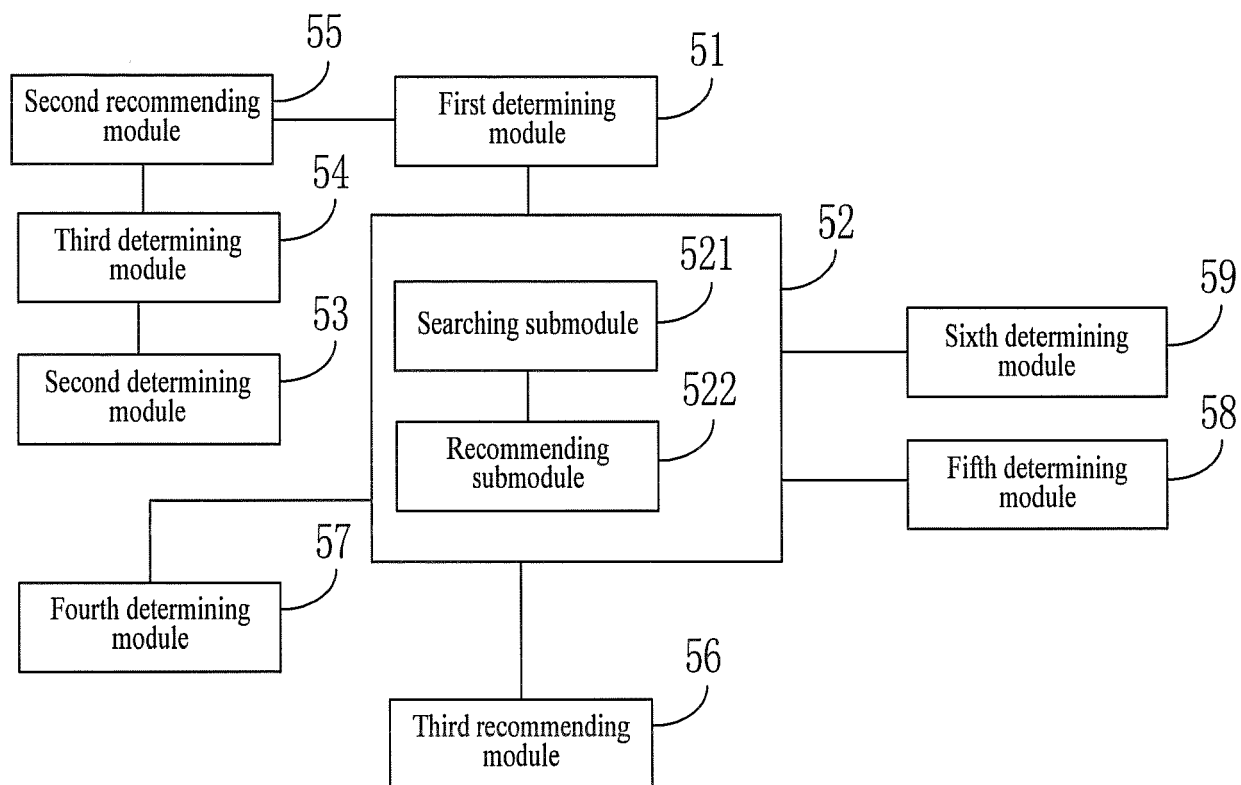 55
51
Second recommending
module
First determining
module
54
Third determining
module
52
521
Searching submodule
59
Sixth determining
module
53
Second determining
module
522
Recommending
submodule
58
Fifth determining
module
57
Fourth determining
module
56
Third recommending
module